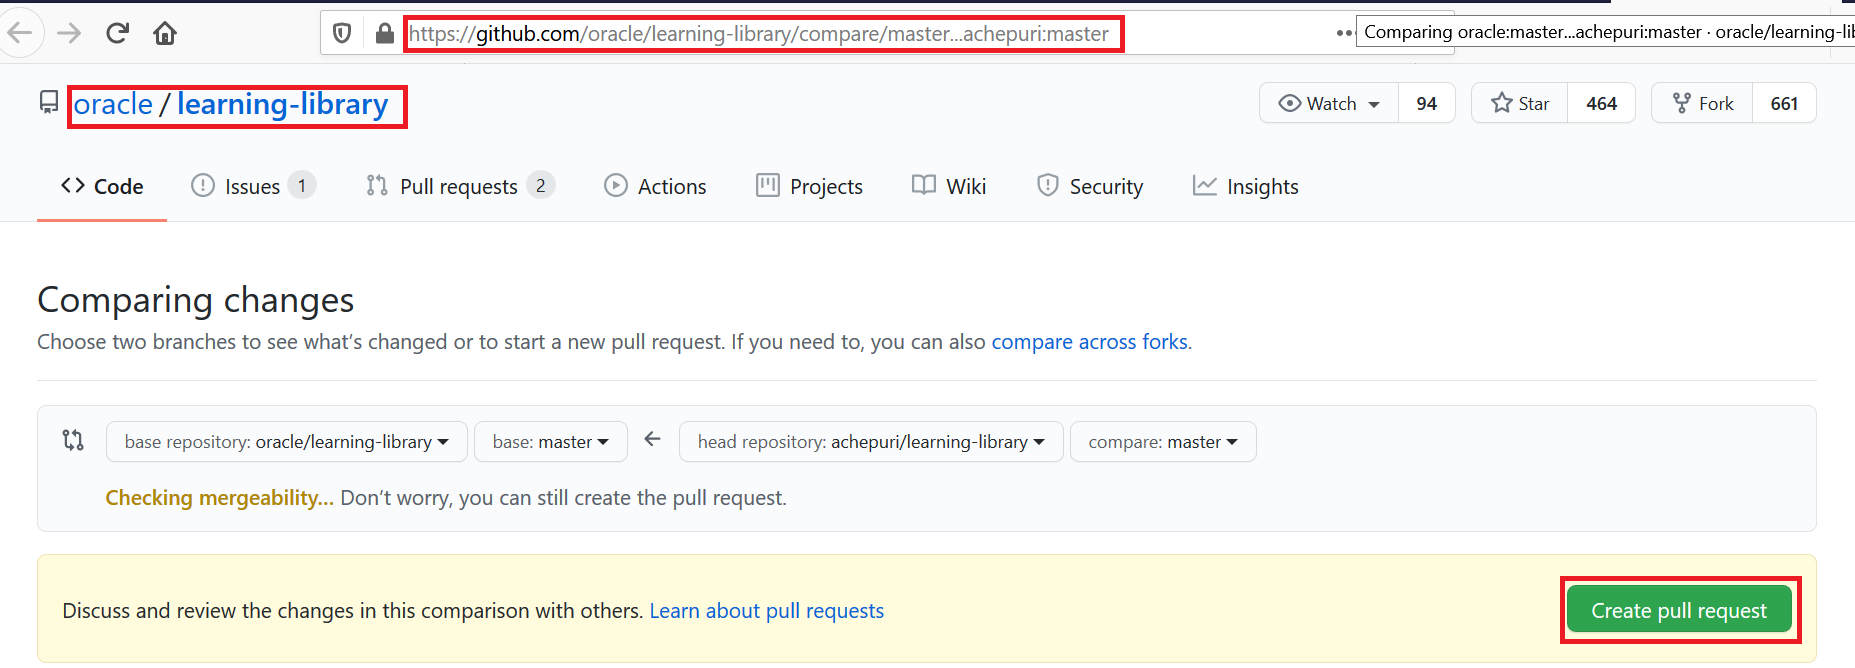 https://github.com/oracle/learning-library/compare/master...achepuri:master
Comparing oracle:master...achepuri:master · oracle/learning-lib
oracle / learning-library
Watch 94 Star 464 Fork 661
Code Issues 1 Pull requests 2 Actions Projects Wiki Security Insights
Comparing changes
Choose two branches to see what’s changed or to start a new pull request. If you need to, you can also compare across forks.
base repository: oracle/learning-library base: master head repository: achepuri/learning-library compare: master
Checking mergeability... Don’t worry, you can still create the pull request.
Discuss and review the changes in this comparison with others. Learn about pull requests
Create pull request